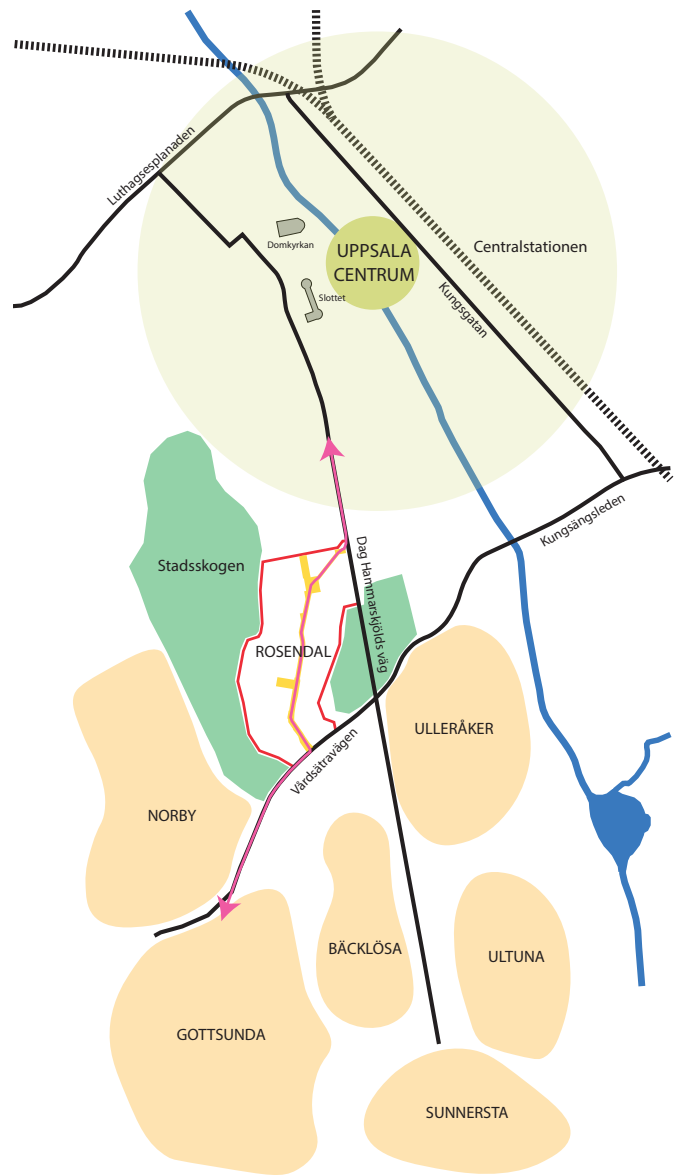 Luthagsesplanaden
Domkyrkan
UPPSALA
CENTRUM
Centralstationen
Slottet
Kungsgatan
Kungsängsleden
Stadsskogen
Dag Hammarskjölds väg
ROSENDAL
ULLERÅKER
Vårdsätravägen
NORBY
BÄCKLÖSA
ULTUNA
GOTTSUNDA
SUNNERSTA